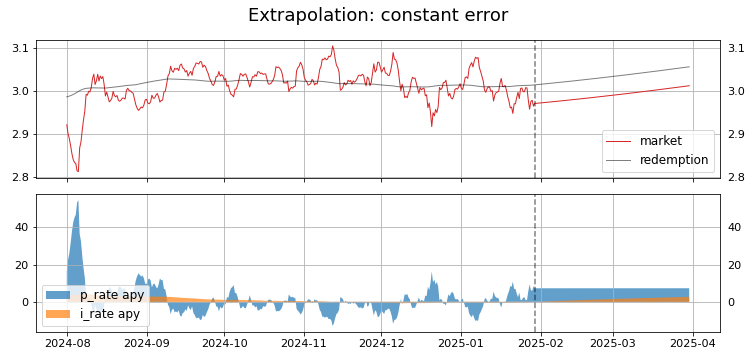 Extrapolation: constant error
3.1 3.1
3.0 3.0
2.9 2.9
2.8 2.8
market
redemption
40 40
20 20
0 0
p_rate apy
i_rate apy
2024-08 2024-09 2024-10 2024-11 2024-12 2025-01 2025-02 2025-03 2025-04